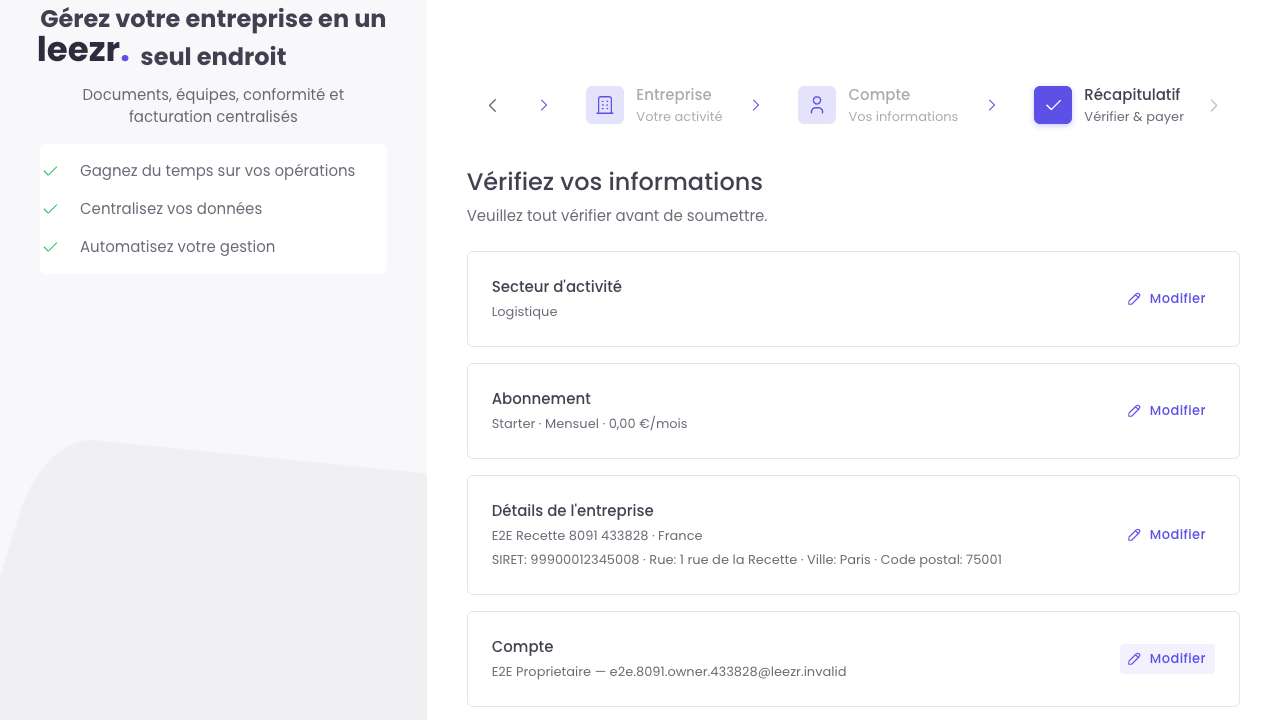 Gérez votre entreprise en un
leezr. seul endroit
Documents, équipes, conformité et
facturation centralisés
Gagnez du temps sur vos opérations
Centralisez vos données
Automatisez votre gestion
Entreprise
Votre activité
Compte
Vos informations
Récapitulatif
Vérifier & payer
Vérifiez vos informations
Veuillez tout vérifier avant de soumettre.
Secteur d'activité
Logistique
Modifier
Abonnement
Starter · Mensuel · 0,00 €/mois
Modifier
Détails de l'entreprise
E2E Recette 8091 433828 · France
SIRET: 99900012345008 · Rue: 1 rue de la Recette · Ville: Paris · Code postal: 75001
Modifier
Compte
E2E Proprietaire — e2e.8091.owner.433828@leezr.invalid
Modifier